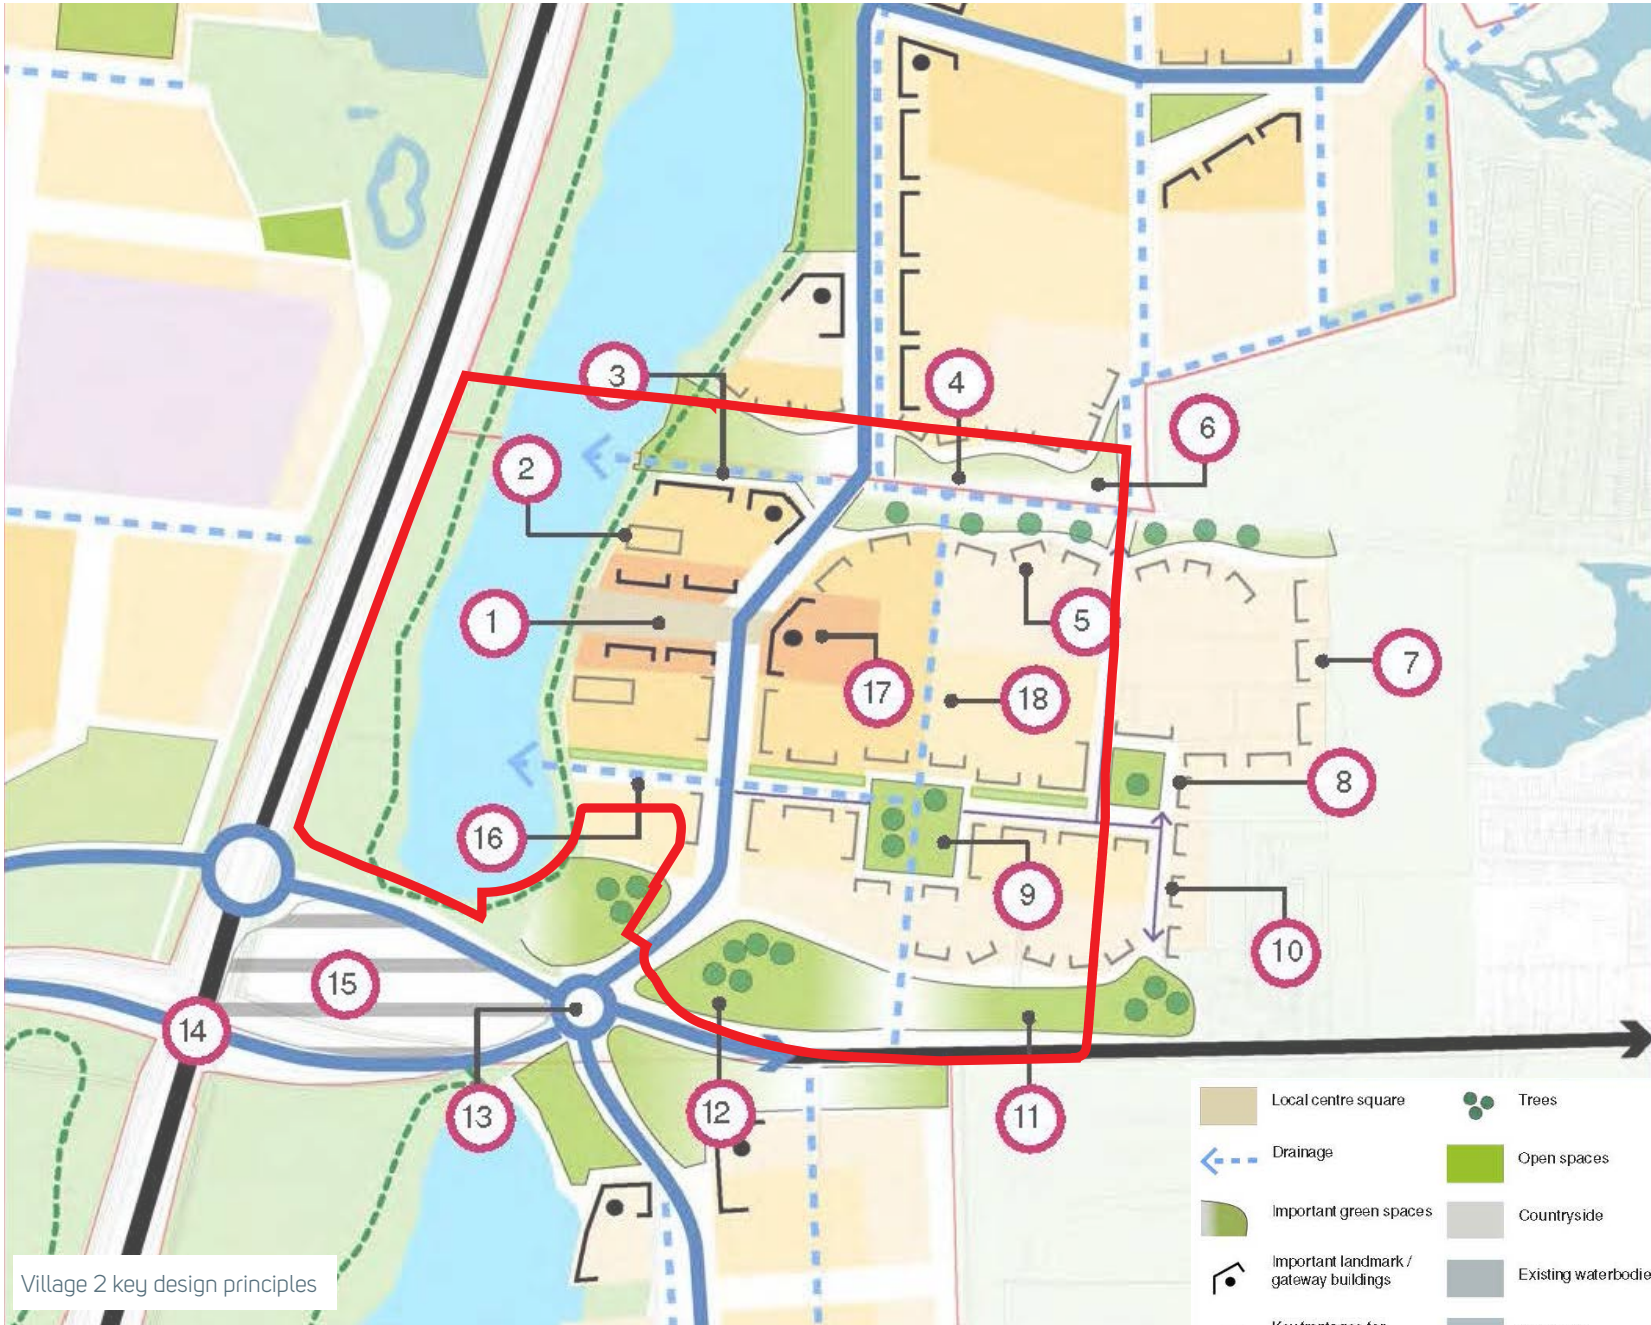 3
4
6
2
1
5
7
17
18
8
16
9
10
15
14
13
12
11
Local centre square
Trees
Drainage
Open spaces
Important green spaces
Countryside
Important landmark /
gateway buildings
Existing waterbodie
Village 2 key design principles